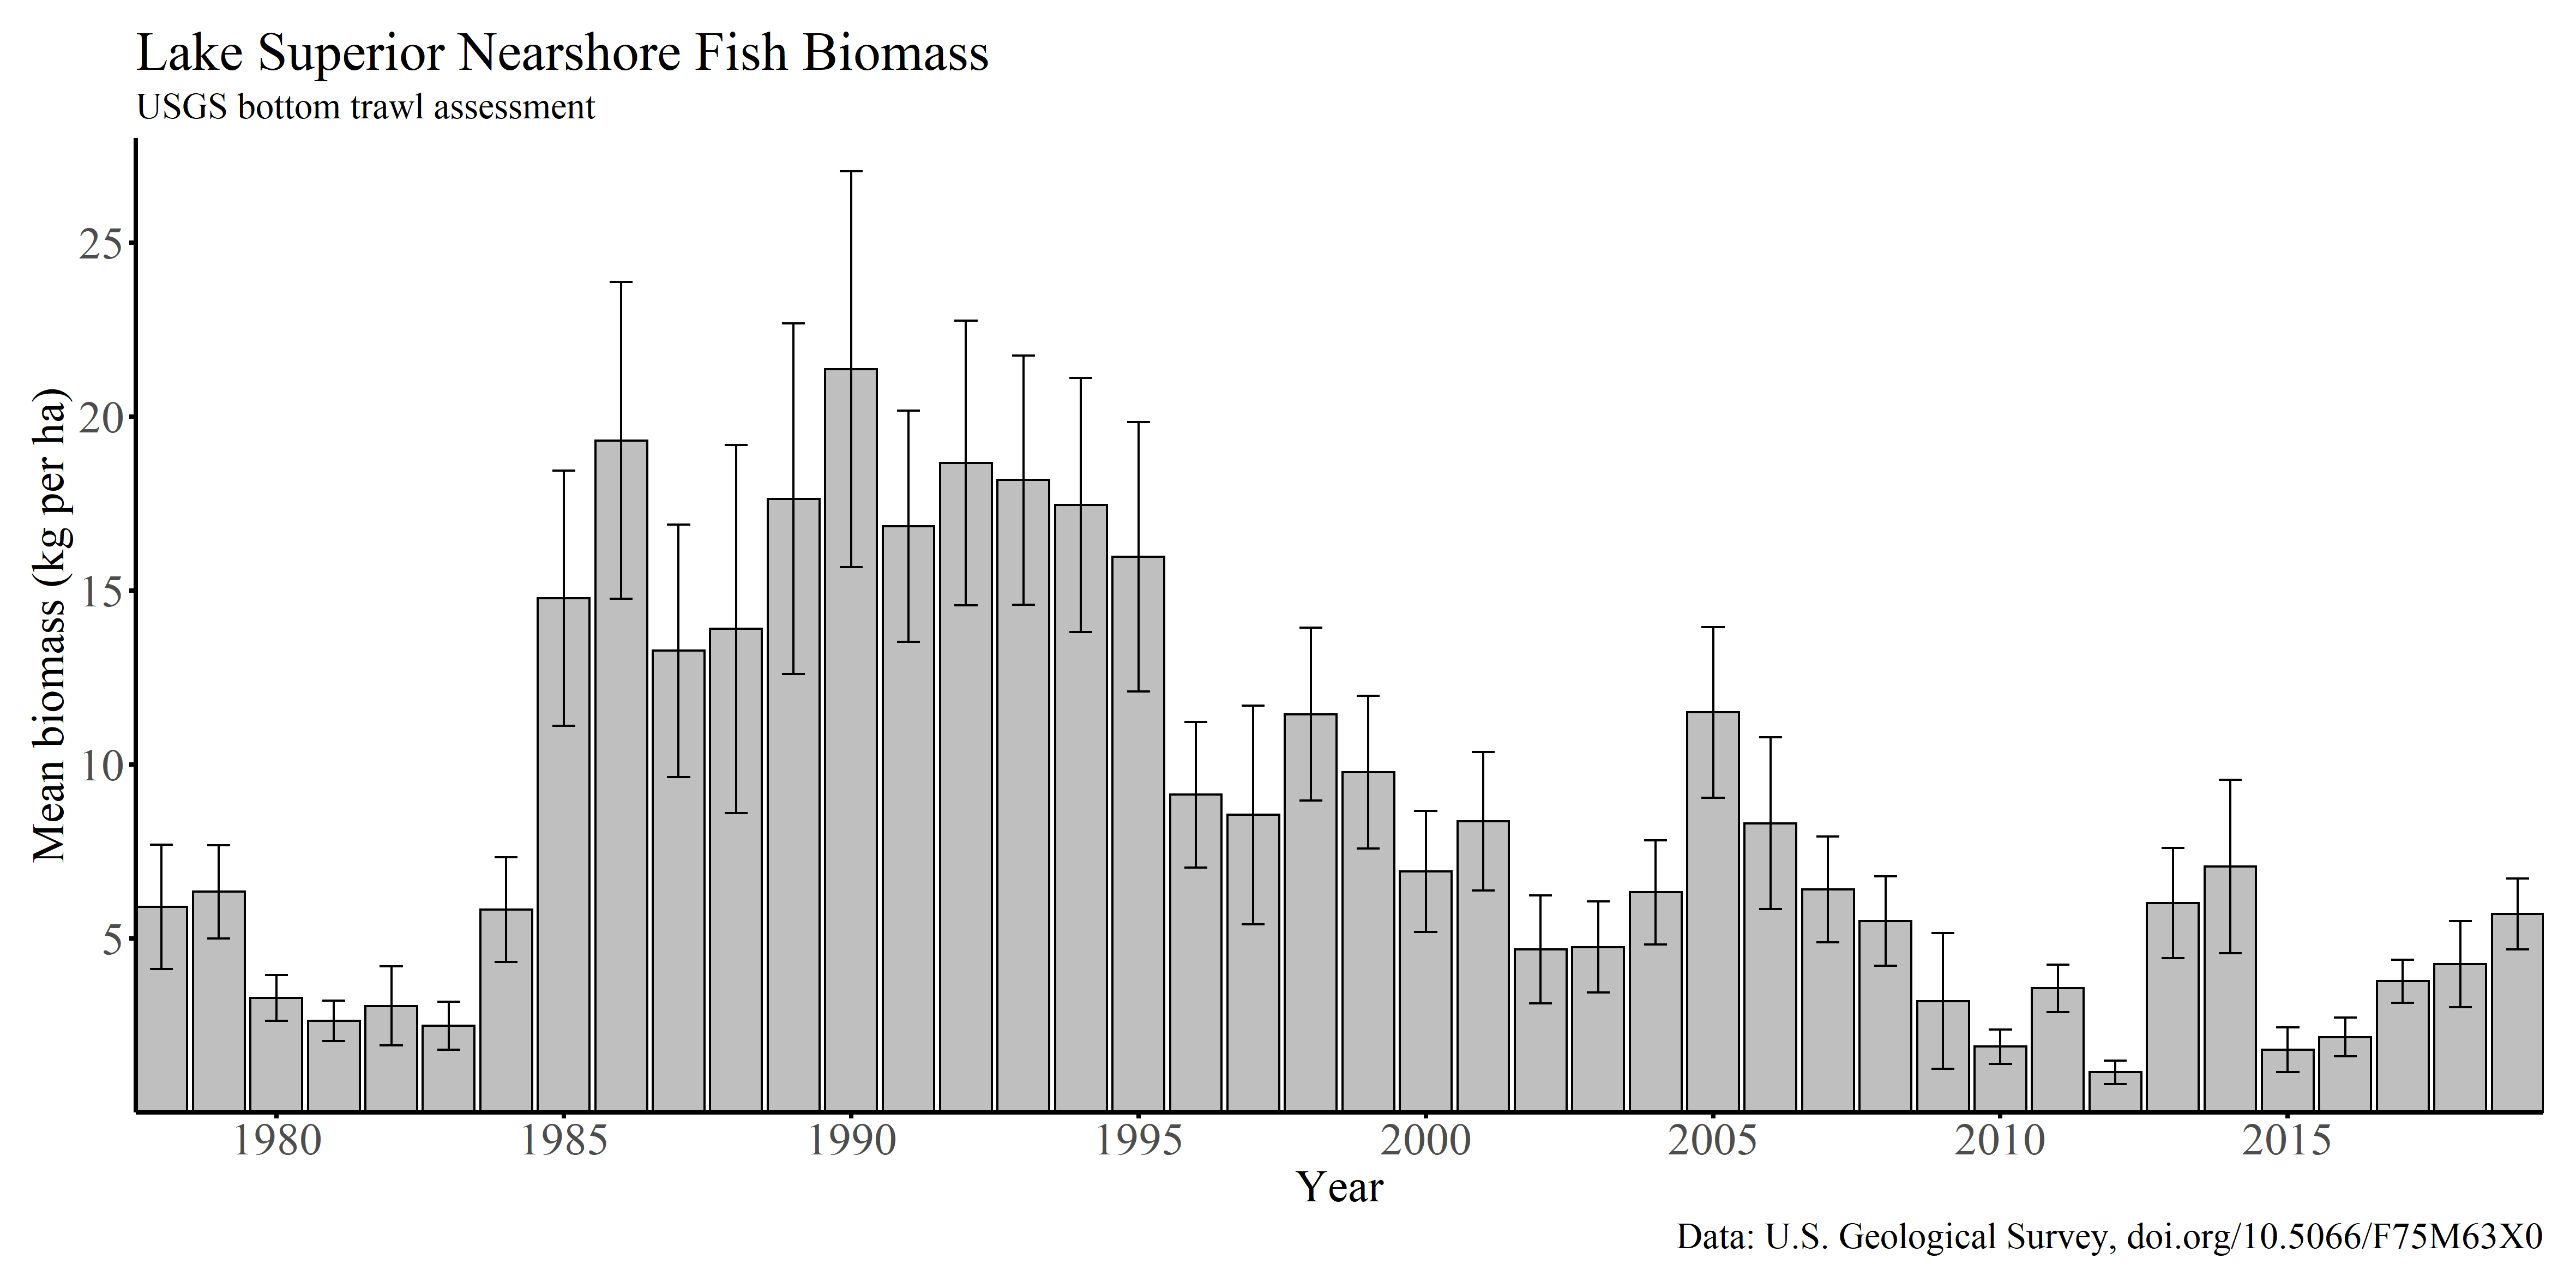 Lake Superior Nearshore Fish Biomass
USGS bottom trawl assessment
Mean biomass (kg per ha)
25
20
15
10
5
1980 1985 1990 1995 2000 2005 2010 2015
Year
Data: U.S. Geological Survey, doi.org/10.5066/F75M63X0